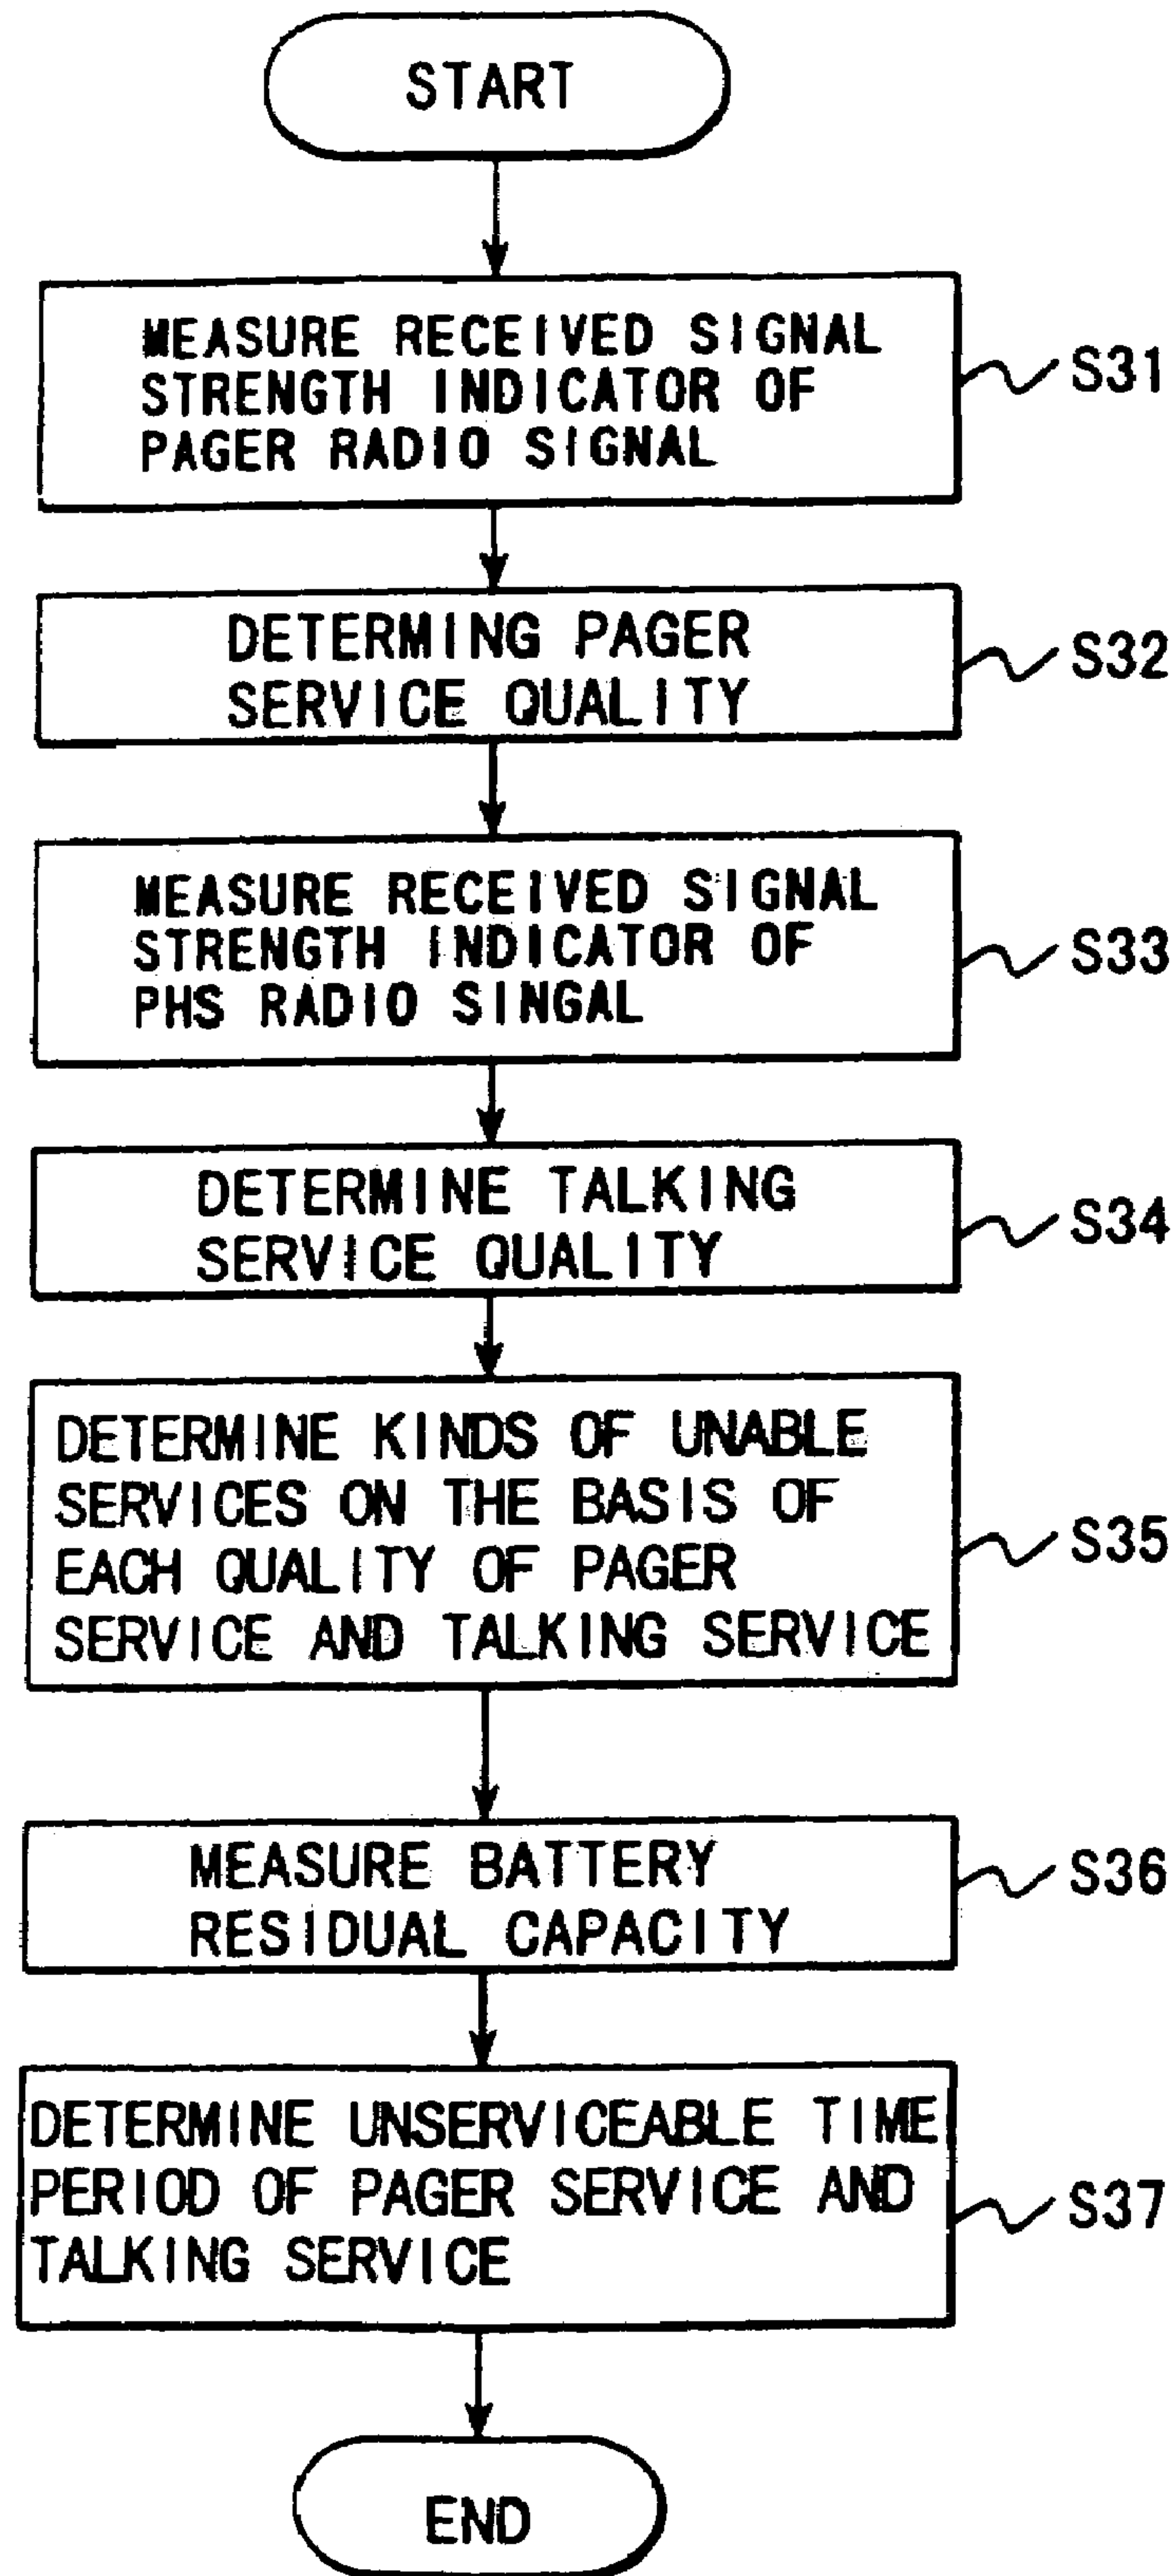 START
MEASURE RECEIVED SIGNAL
STRENGTH INDICATOR OF
PAGER RADIO SIGNAL
S31
DETERMING PAGER
SERVICE QUALITY
S32
MEASURE RECEIVED SIGNAL
STRENGTH INDICATOR OF
PHS RADIO SINGAL
S33
DETERMINE TALKING
SERVICE QUALITY
S34
DETERMINE KINDS OF UNABLE
SERVICES ON THE BASIS OF
EACH QUALITY OF PAGER
SERVICE AND TALKING SERVICE
S35
MEASURE BATTERY
RESIDUAL CAPACITY
S36
DETERMINE UNSERVICEABLE TIME
PERIOD OF PAGER SERVICE AND
TALKING SERVICE
S37
END